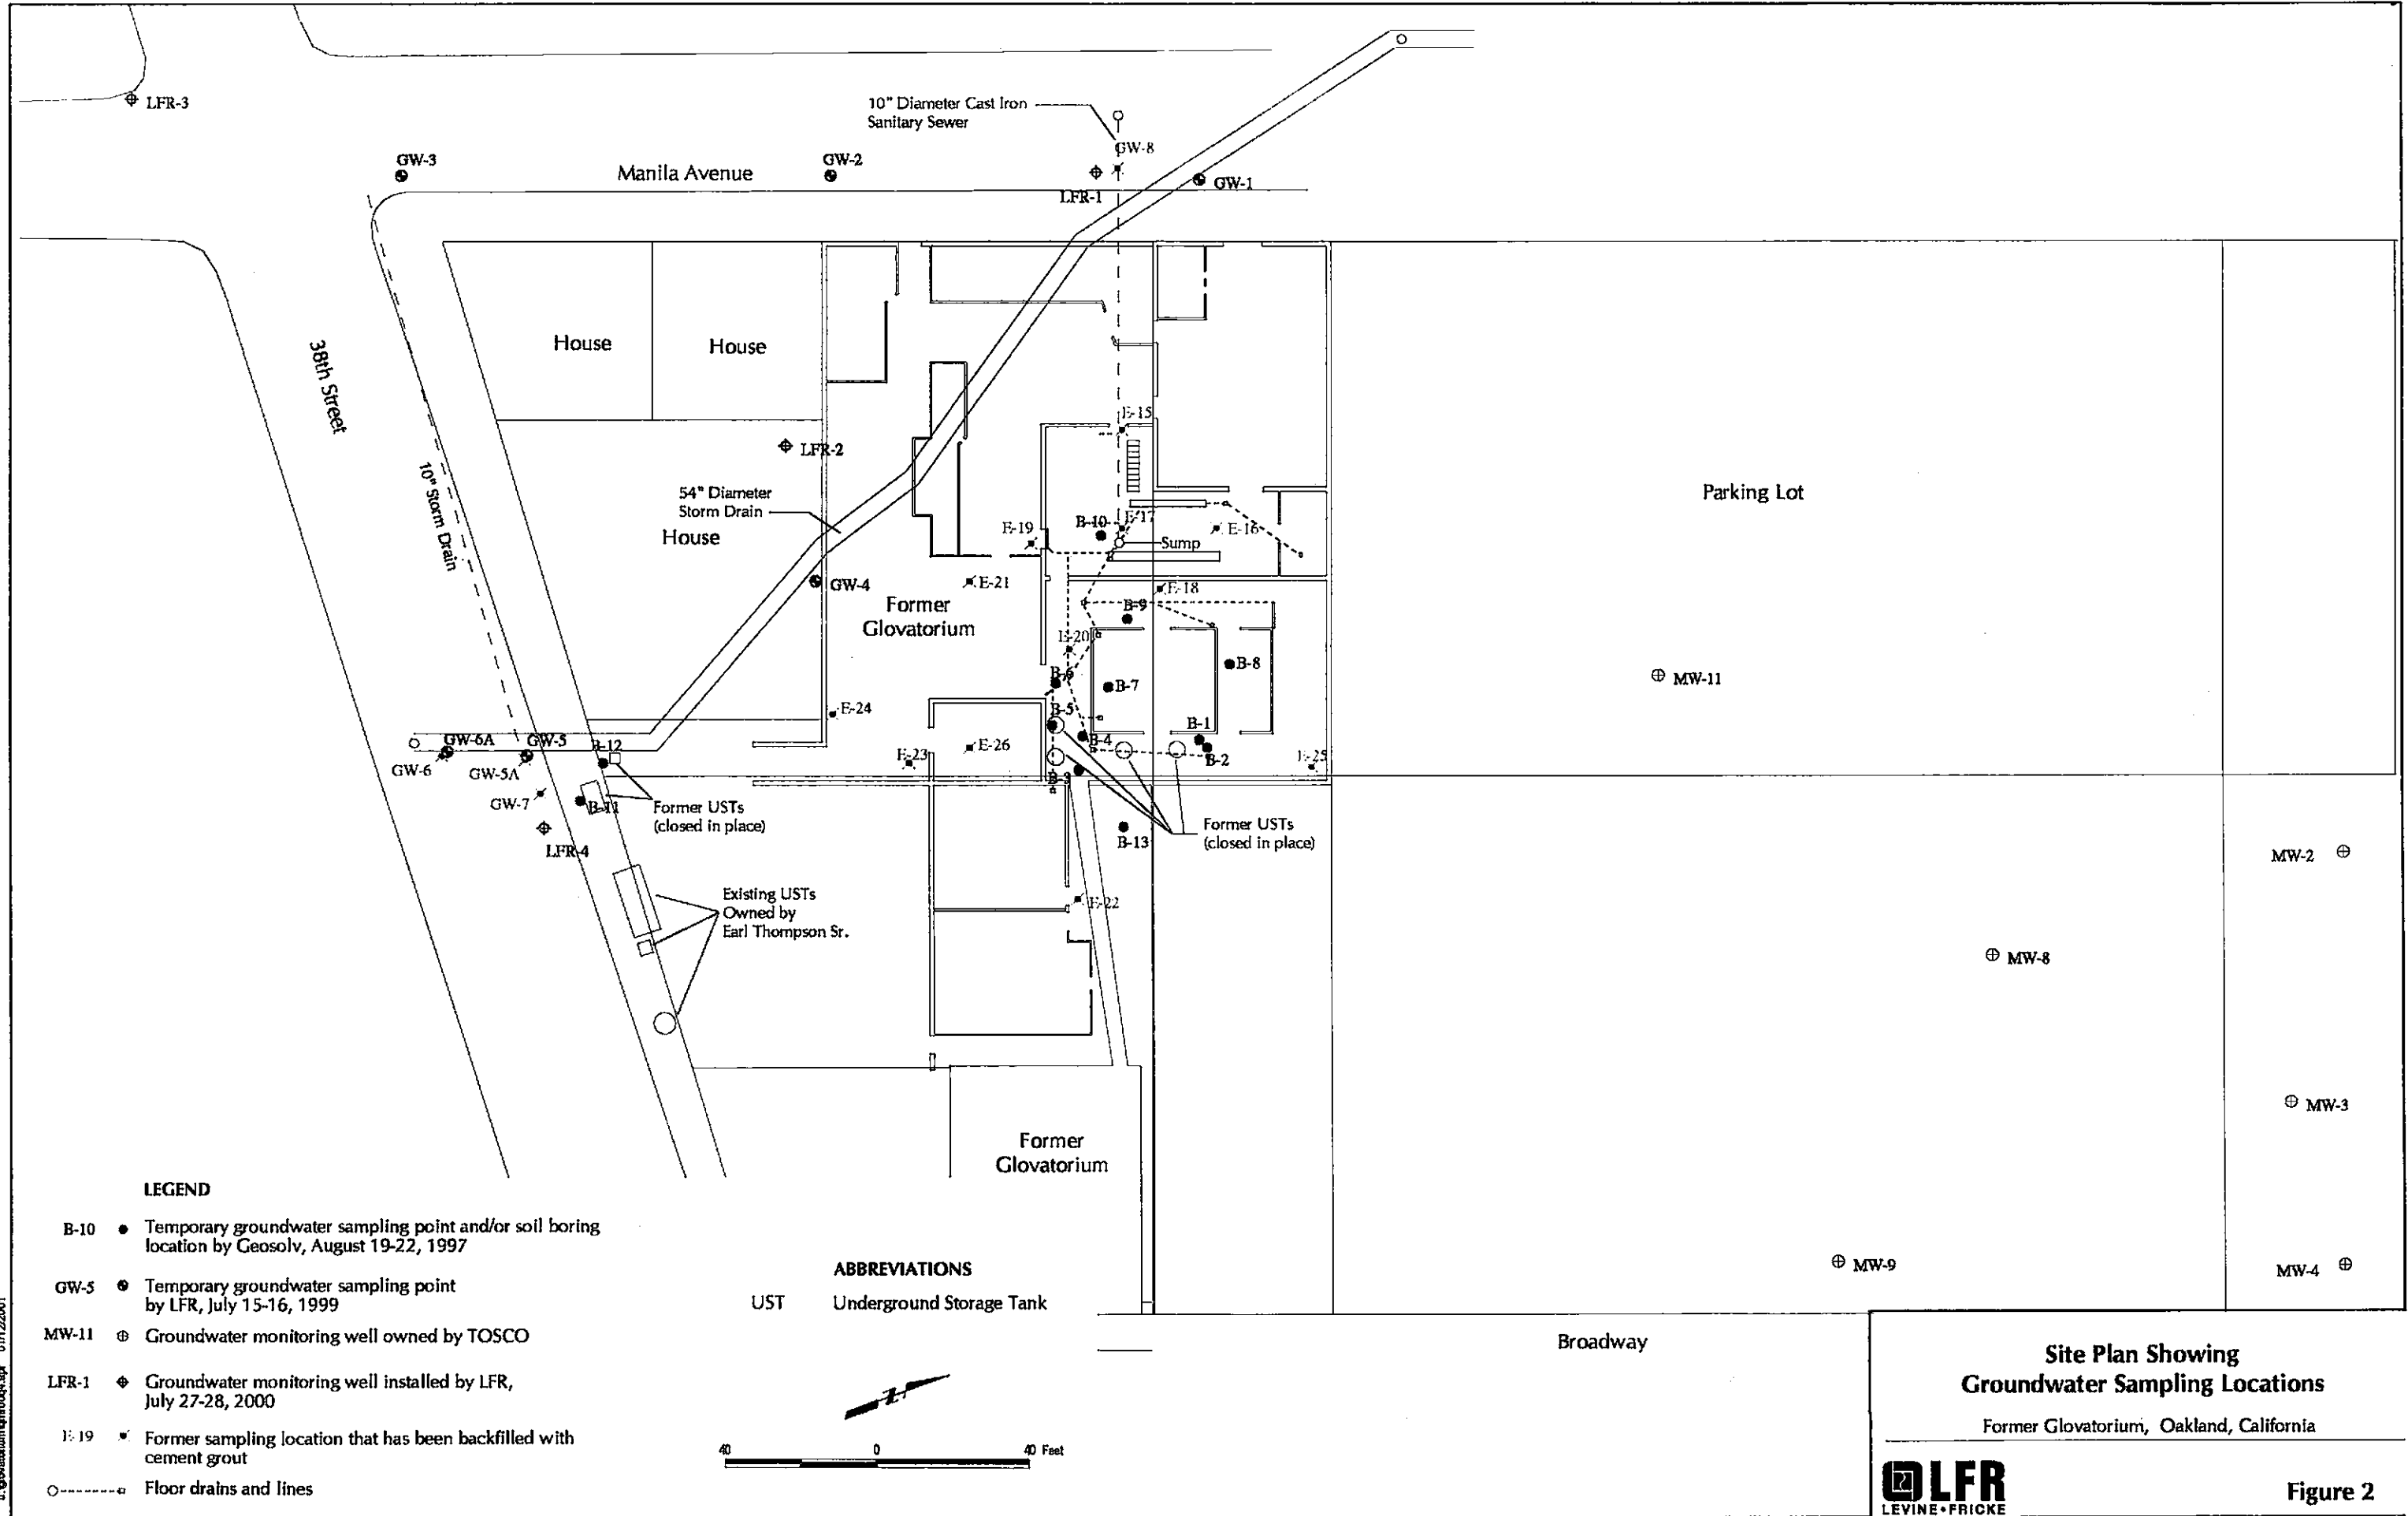 LFR-3
10" Diameter Cast Iron
Sanitary Sewer
GW-3
Manila Avenue
GW-2
GW-8
LFR-1
GW-1
38th Street
House
House
10" Storm Drain
LFR-2
54" Diameter
Storm Drain
House
E-15
Parking Lot
E-19
B-10
E-17
E-16
Sump
GW-4
E-21
E-18
Former
Glovatorium
B-9
E-20
B-8
B-6
B-7
MW-11
E-24
B-5
B-1
B-4
B-2
GW-6A
GW-5
B-12
E-23
E-26
E-25
GW-6
GW-5A
B-3
GW-7
B-11
Former USTs
(closed in place)
Former USTs
(closed in place)
LFR-4
B-13
MW-2
Existing USTs
Owned by
Earl Thompson Sr.
E-22
MW-8
MW-3
Former
Glovatorium
MW-9
MW-4
LEGEND
B-10 Temporary groundwater sampling point and/or soil boring
location by Geosolv, August 19-22, 1997
GW-5 Temporary groundwater sampling point
by LFR, July 15-16, 1999
MW-11 Groundwater monitoring well owned by TOSCO
LFR-1 Groundwater monitoring well installed by LFR,
July 27-28, 2000
E-19 Former sampling location that has been backfilled with
cement grout
Floor drains and lines
ABBREVIATIONS
UST Underground Storage Tank
N
40 0 40 Feet
Broadway
Site Plan Showing
Groundwater Sampling Locations
Former Glovatorium, Oakland, California
LFR
LEVINE•FRICKE
Figure 2